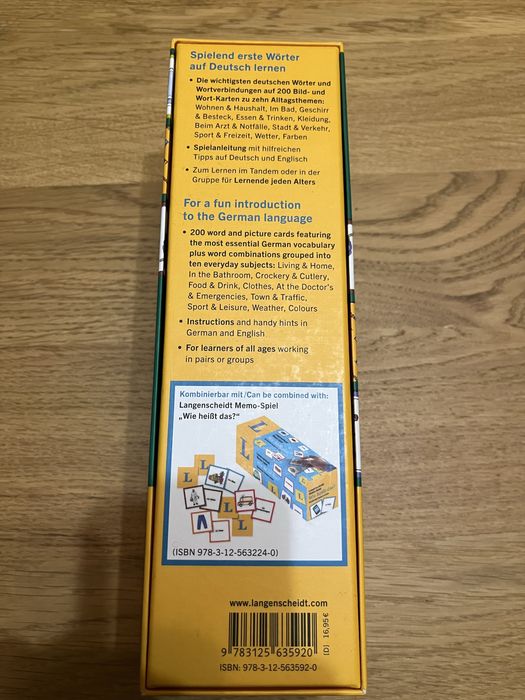 Spielend erste Wörter
auf Deutsch lernen
• Die wichtigsten deutschen Wörter und
Wortverbindungen auf 200 Bild- und
Wort-Karten zu zehn Alltagsthemen:
Wohnen & Haushalt, Im Bad, Geschirr
& Besteck, Essen & Trinken, Kleidung,
Beim Arzt & Notfälle, Stadt & Verkehr,
Sport & Freizeit, Wetter, Farben
• Spielanleitung mit hilfreichen
Tipps auf Deutsch und Englisch
• Zum Lernen im Tandem oder in der
Gruppe für Lernende jeden Alters
For a fun introduction
to the German language
• 200 word and picture cards featuring
the most essential German vocabulary
plus word combinations grouped into
ten everyday subjects: Living & Home,
In the Bathroom, Crockery & Cutlery,
Food & Drink, Clothes, At the Doctor's
& Emergencies, Town & Traffic,
Sport & Leisure, Weather, Colours
• Instructions and handy hints in
German and English
• For learners of all ages working
in pairs or groups
Kombinierbar mit/Can be combined with:
Langenscheidt Memo-Spiel
„Wie heißt das?"
L
L
L
L
L
L
(ISBN 978-3-12-563224-0)
www.langenscheidt.com
9 783125 635920
(D) 16,95 €
ISBN: 978-3-12-563592-0